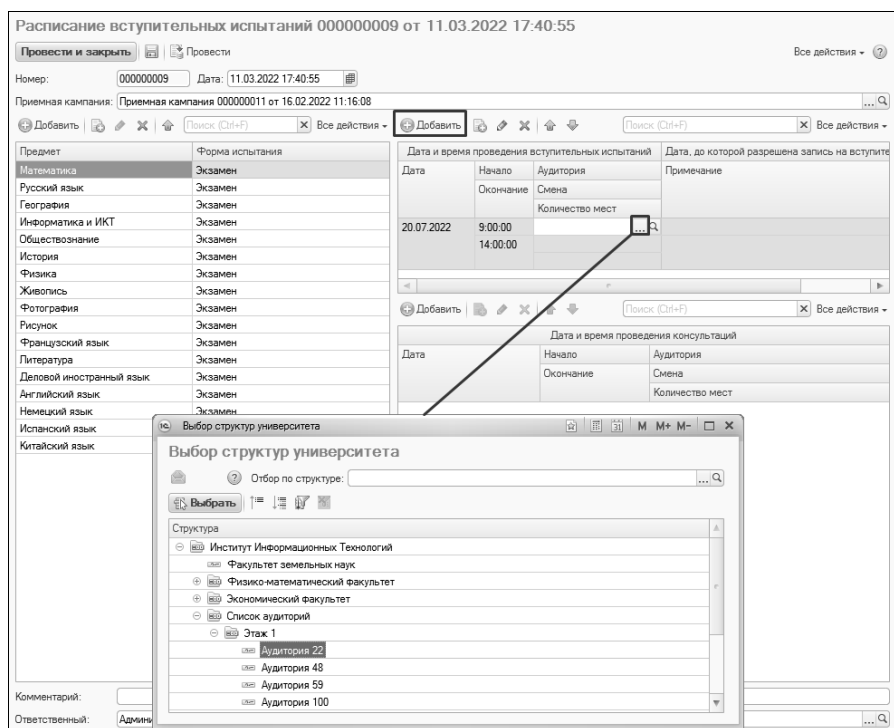 Расписание вступительных испытаний 000000009 от 11.03.2022 17:40:55
Провести и закрыть Провести Все действия
Номер: 000000009 Дата: 11.03.2022 17:40:55
Приемная кампания: Приемная кампания 000000011 от 16.02.2022 11:16:08
Добавить Поиск (Ctrl+F) Все действия Добавить Поиск (Ctrl+F) Все действия
Предмет Форма испытания Дата и время проведения вступительных испытаний Дата, до которой разрешена запись на вступите
Математика Экзамен Дата Начало Аудитория Примечание
Русский язык Экзамен Окончание Смена
География Экзамен Количество мест
Информатика и ИКТ Экзамен 20.07.2022 9:00:00
Обществознание Экзамен 14:00:00
История Экзамен
Физика Экзамен
Живопись Экзамен
Фотография Экзамен Добавить Поиск (Ctrl+F) Все действия
Рисунок Экзамен Дата и время проведения консультаций
Французский язык Экзамен Дата Начало Аудитория
Литература Экзамен Окончание Смена
Деловой иностранный язык Экзамен Количество мест
Английский язык Экзамен
Немецкий язык Экзамен
Испанский язык
Китайский язык
Выбор структур университета M M+ M-
Выбор структур университета
Отбор по структуре:
Выбрать
Структура
Институт Информационных Технологий
Факультет земельных наук
Физико-математический факультет
Экономический факультет
Список аудиторий
Этаж 1
Аудитория 22
Аудитория 48
Аудитория 59
Аудитория 100
Комментарий:
Ответственный: Админи